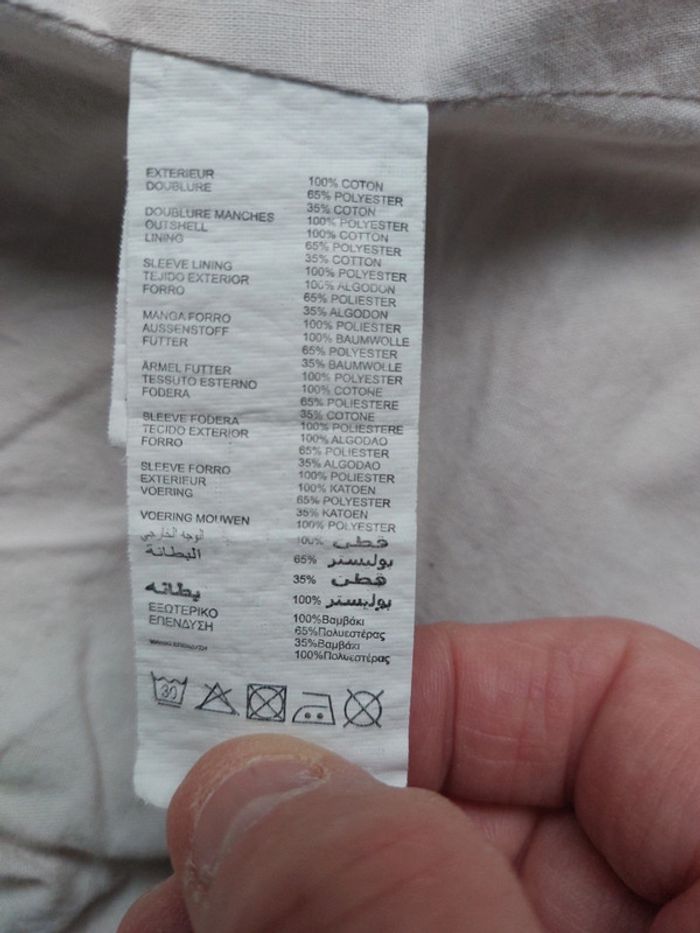 EXTERIEUR 100% COTON
DOUBLURE 65% POLYESTER
35% COTON
DOUBLURE MANCHES 100% POLYESTER
OUTSHELL 100% COTTON
LINING 65% POLYESTER
35% COTTON
SLEEVE LINING 100% POLYESTER
TEJIDO EXTERIOR 100% ALGODON
FORRO 65% POLIESTER
35% ALGODON
MANGA FORRO 100% POLIESTER
AUSSENSTOFF 100% BAUMWOLLE
FUTTER 65% POLYESTER
35% BAUMWOLLE
ÄRMEL FUTTER 100% POLYESTER
TESSUTO ESTERNO 100% COTONE
FODERA 65% POLIESTERE
35% COTONE
SLEEVE FODERA 100% POLIESTERE
TECIDO EXTERIOR 100% ALGODAO
FORRO 65% POLIESTER
35% ALGODAO
SLEEVE FORRO 100% POLIESTER
EXTERIEUR 100% KATOEN
VOERING 65% POLYESTER
35% KATOEN
VOERING MOUWEN 100% POLYESTER
الوجه الخارجي 100% قطن
البطانة 65% بوليستر
35% قطن
بطانه 100% بوليستر
ΕΞΩΤΕΡΙΚΟ 100%Βαμβάκι
ΕΠΕΝΔΥΣΗ 65%Πολυεστέρας
35%Βαμβάκι
100%Πολυεστέρας
30